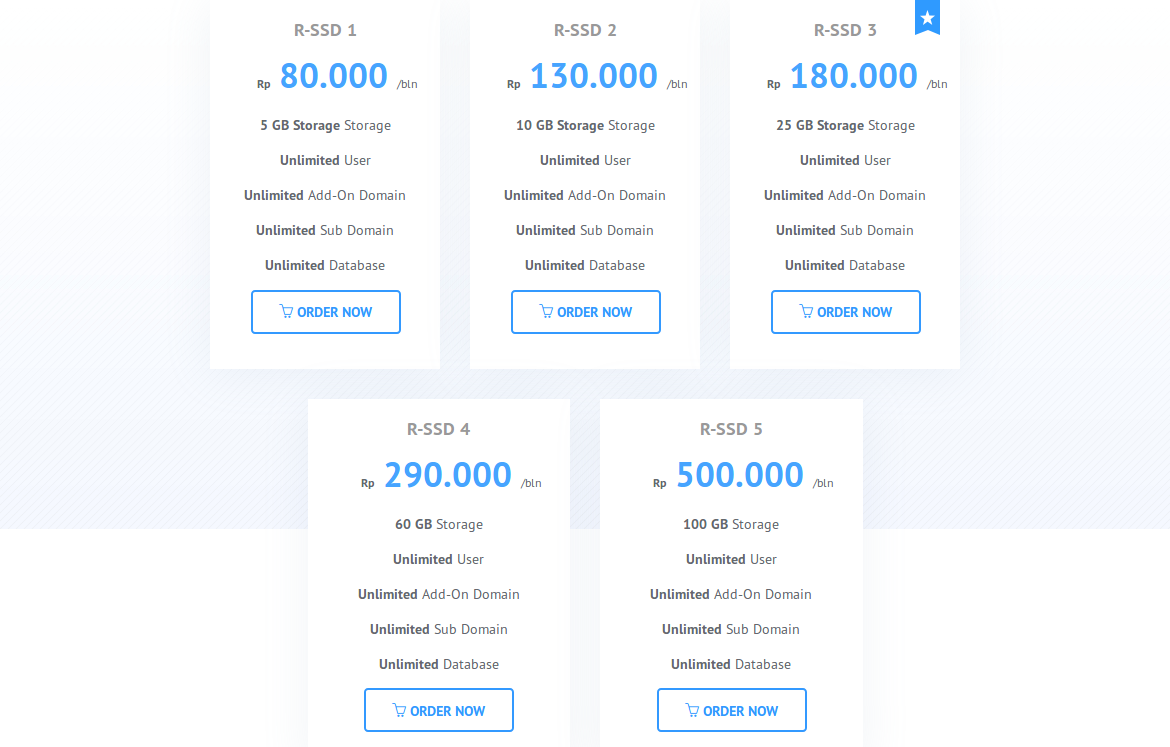 R-SSD 1
Rp 80.000 /bln
5 GB Storage Storage
Unlimited User
Unlimited Add-On Domain
Unlimited Sub Domain
Unlimited Database
ORDER NOW
R-SSD 2
Rp 130.000 /bln
10 GB Storage Storage
Unlimited User
Unlimited Add-On Domain
Unlimited Sub Domain
Unlimited Database
ORDER NOW
R-SSD 3
Rp 180.000 /bln
25 GB Storage Storage
Unlimited User
Unlimited Add-On Domain
Unlimited Sub Domain
Unlimited Database
ORDER NOW
R-SSD 4
Rp 290.000 /bln
60 GB Storage
Unlimited User
Unlimited Add-On Domain
Unlimited Sub Domain
Unlimited Database
ORDER NOW
R-SSD 5
Rp 500.000 /bln
100 GB Storage
Unlimited User
Unlimited Add-On Domain
Unlimited Sub Domain
Unlimited Database
ORDER NOW